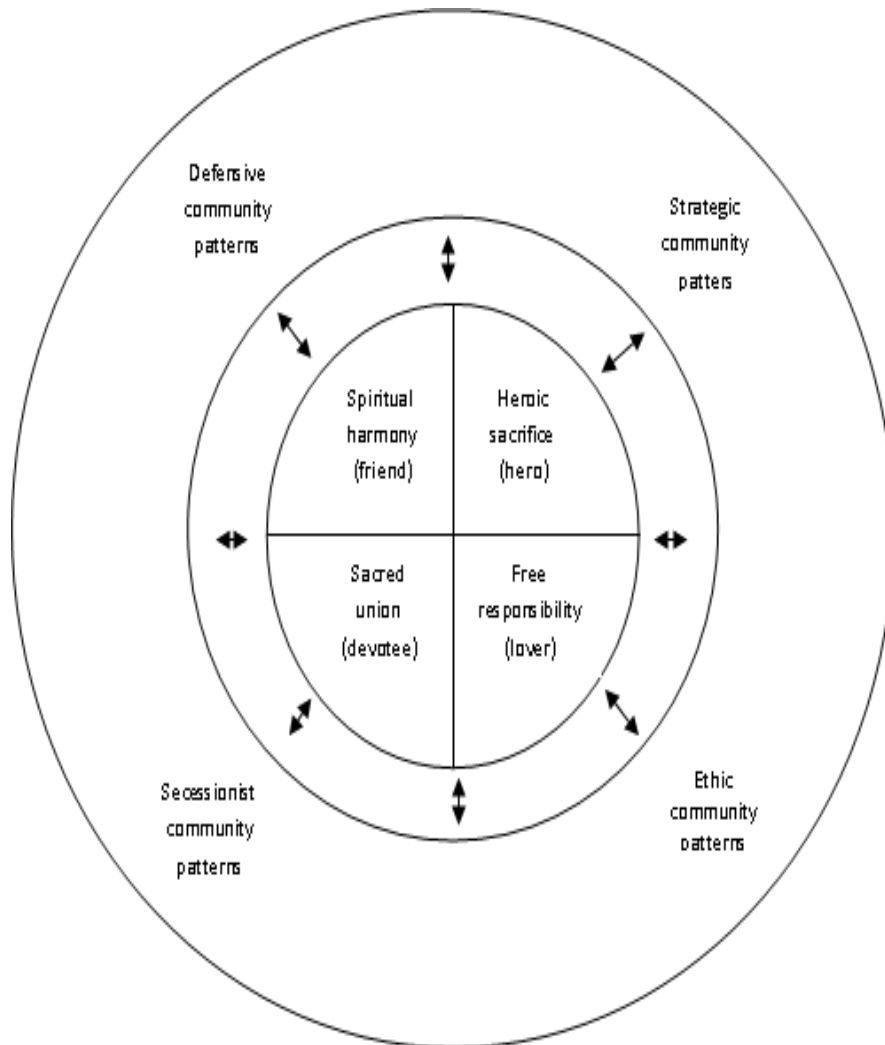 Defensive
community
patterns
Strategic
community
patters
Spiritual
harmony
(friend)
Heroic
sacrifice
(hero)
Sacred
union
(devotee)
Free
responsibility
(lover)
Secessionist
community
patterns
Ethic
community
patterns